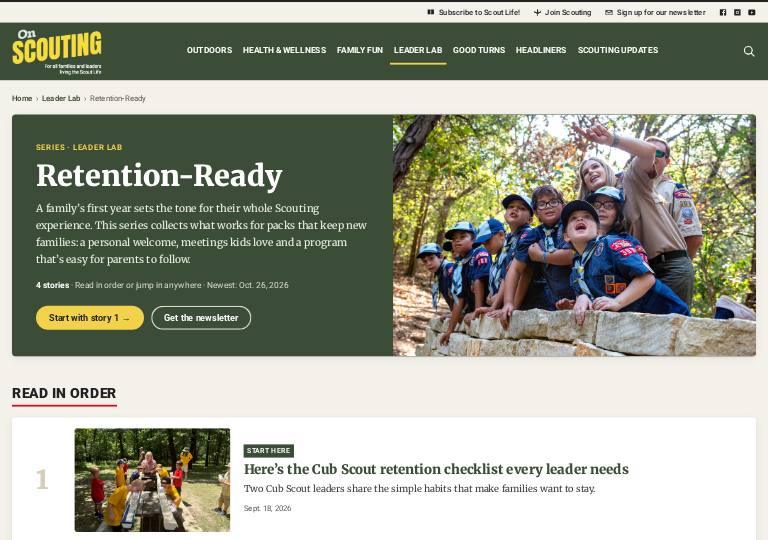 Subscribe to Scout Life! Join Scouting Sign up for our newsletter
On
SCOUTING
For all families and leaders
living the Scout Life
OUTDOORS HEALTH & WELLNESS FAMILY FUN LEADER LAB GOOD TURNS HEADLINERS SCOUTING UPDATES
Home › Leader Lab › Retention-Ready
SERIES · LEADER LAB
Retention-Ready
A family’s first year sets the tone for their whole Scouting
experience. This series collects what works for packs that keep new
families: a personal welcome, meetings kids love and a program
that’s easy for parents to follow.
4 stories · Read in order or jump in anywhere · Newest: Oct. 26, 2026
Start with story 1 → Get the newsletter
READ IN ORDER
1
START HERE
Here’s the Cub Scout retention checklist every leader needs
Two Cub Scout leaders share the simple habits that make families want to stay.
Sept. 18, 2026